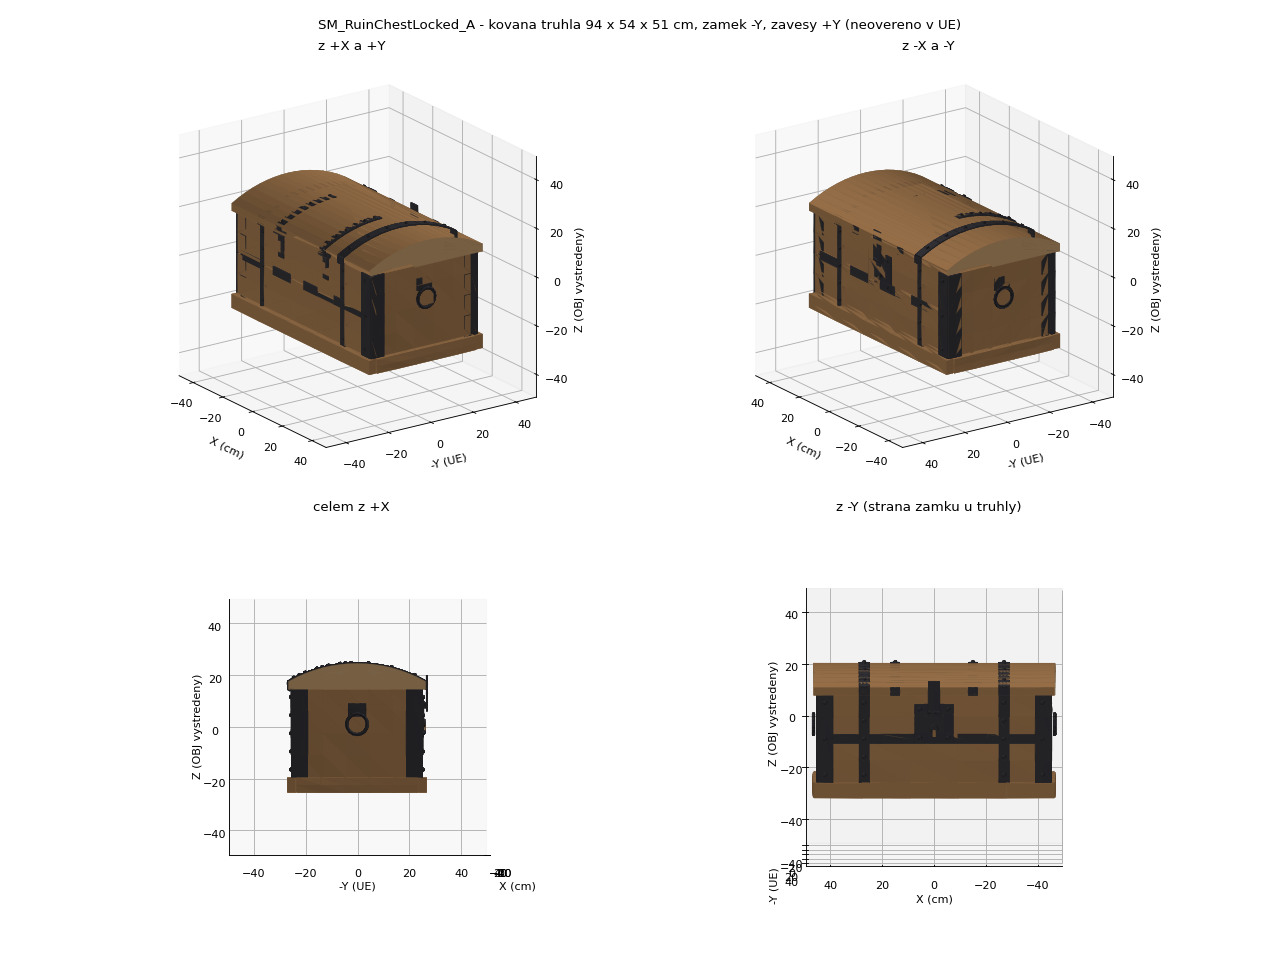 SM_RuinChestLocked_A - kovana truhla 94 x 54 x 51 cm, zamek -Y, zavesy +Y (neovereno v UE)
z +X a +Y
z -X a -Y
40
20
0
−20
−40
Z (OBJ vystredeny)
−40
−20
0
20
40
X (cm)
−40
−20
0
20
40
-Y (UE)
40
20
0
−20
−40
Z (OBJ vystredeny)
40
20
0
−20
−40
X (cm)
40
20
0
−20
−40
-Y (UE)
celem z +X
z -Y (strana zamku u truhly)
40
20
0
−20
−40
Z (OBJ vystredeny)
−40
−20
0
20
40
-Y (UE)
X (cm)
40
20
0
−20
−40
Z (OBJ vystredeny)
-Y (UE)
40
20
0
−20
−40
X (cm)